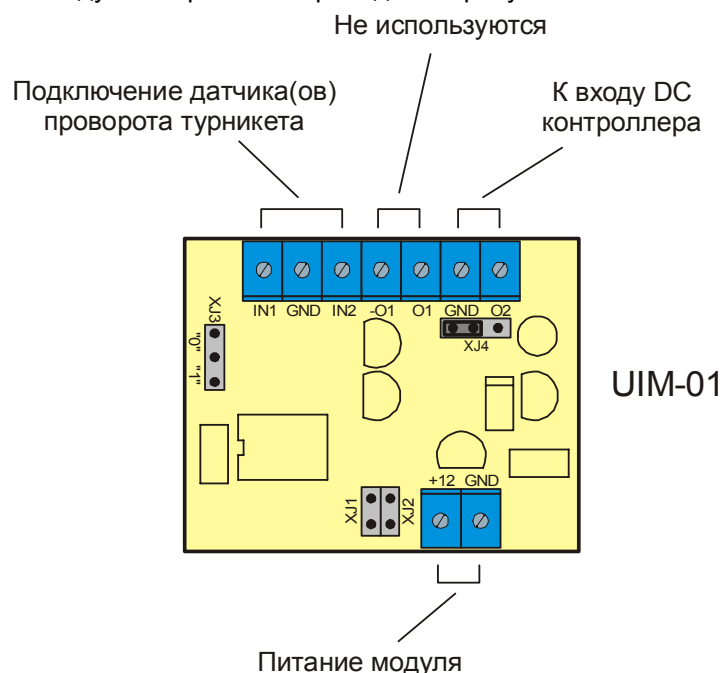 Не используются
Подключение датчика(ов)
проворота турникета
К входу DC
контроллера
IN1 GND IN2 -O1 O1 GND O2
XJ3
"0" "1"
XJ4
UIM-01
+12 GND
XJ1
XJ2
Питание модуля